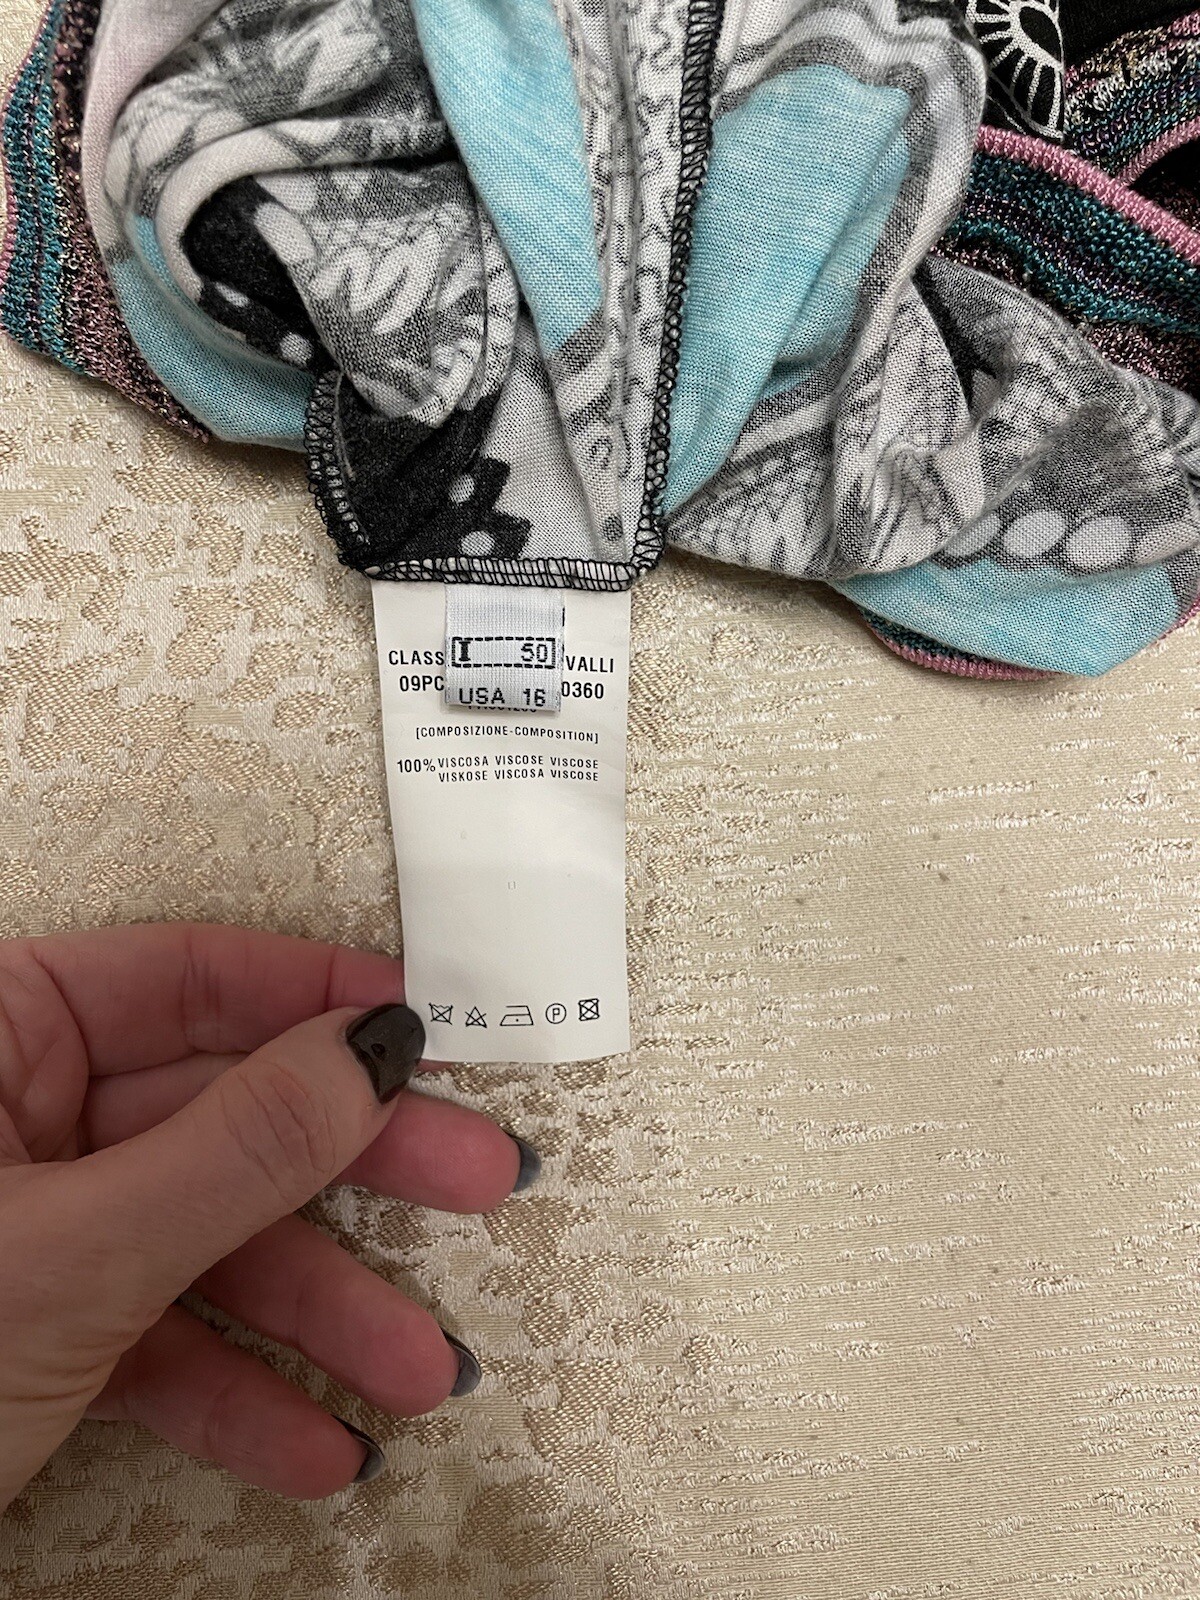 I 50
USA 16
CLASS VALLI
09PC 0360
[COMPOSIZIONE-COMPOSITION]
100% VISCOSA VISCOSE VISCOSE
VISKOSE VISCOSA VISCOSE
P